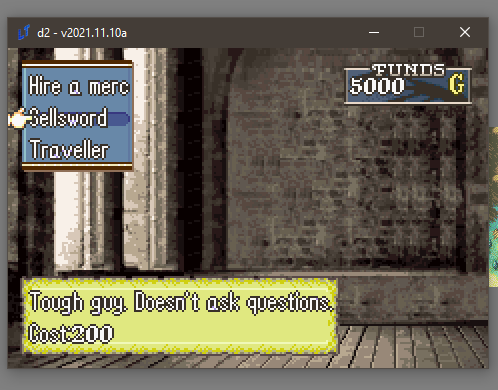 d2 - v2021.11.10a
Hire a merc
Sellsword
Traveller
FUNDS
5000 G
Tough guy. Doesn't ask questions.
Cost:200